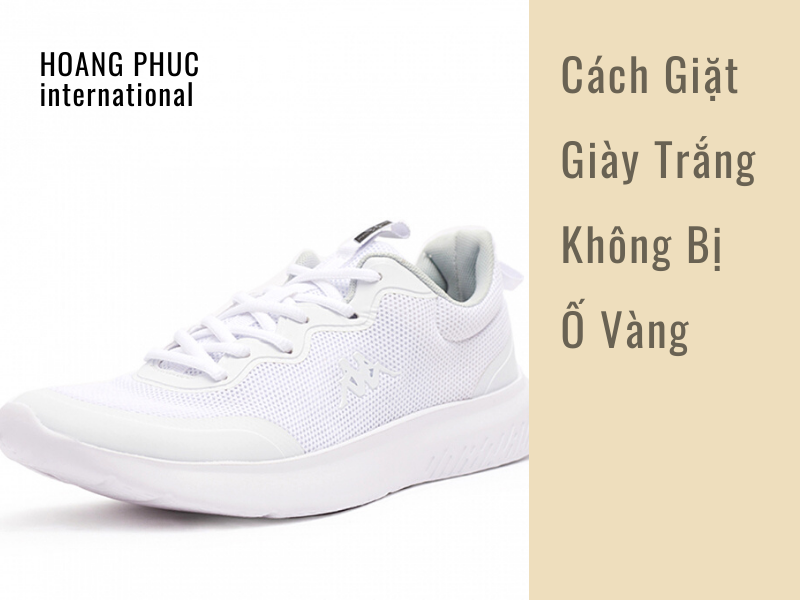 HOANG PHUC
international
Cách Giặt
Giày Trắng
Không Bị
Ố Vàng